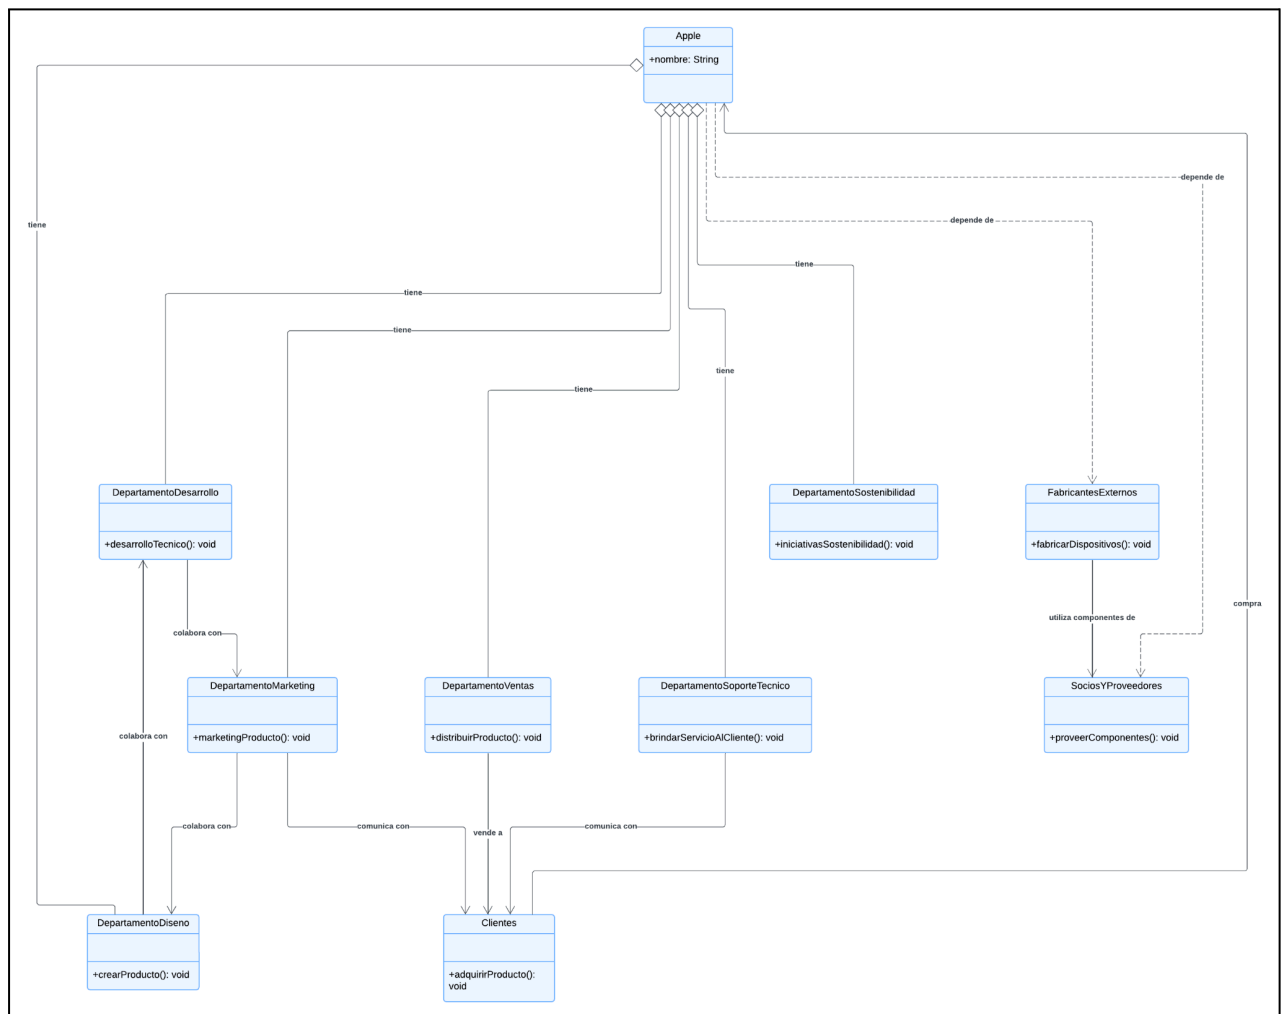 Apple
+nombre: String
depende de
depende de
tiene
tiene
tiene
tiene
tiene
tiene
DepartamentoDesarrollo
+desarrolloTecnico(): void
DepartamentoSostenibilidad
+iniciativasSostenibilidad(): void
FabricantesExternos
+fabricarDispositivos(): void
compra
utiliza componentes de
colabora con
DepartamentoMarketing
+marketingProducto(): void
DepartamentoVentas
+distribuirProducto(): void
DepartamentoSoporteTecnico
+brindarServicioAlCliente(): void
SociosYProveedores
+proveerComponentes(): void
colabora con
colabora con
comunica con
vende a
comunica con
DepartamentoDiseno
+crearProducto(): void
Clientes
+adquirirProducto():
void